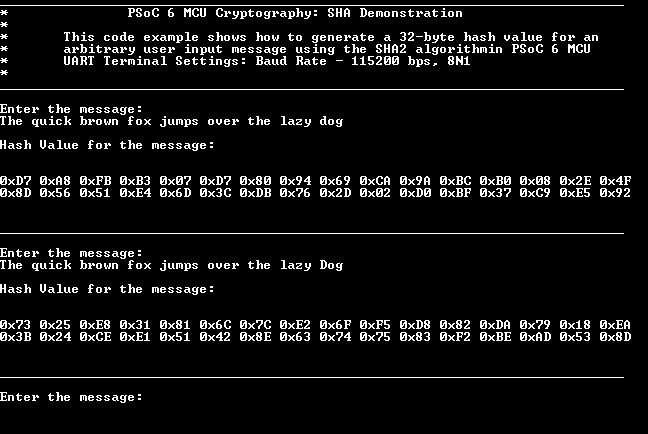 * PSoC 6 MCU Cryptography: SHA Demonstration
*
* This code example shows how to generate a 32-byte hash value for an
* arbitrary user input message using the SHA2 algorithmin PSoC 6 MCU
* UART Terminal Settings: Baud Rate - 115200 bps, 8N1
*
Enter the message:
The quick brown fox jumps over the lazy dog
Hash Value for the message:
0xD7 0xA8 0xFB 0xB3 0x07 0xD7 0x80 0x94 0x69 0xCA 0x9A 0xBC 0xB0 0x08 0x2E 0x4F
0x8D 0x56 0x51 0xE4 0x6D 0x3C 0xDB 0x76 0x2D 0x02 0xD0 0xBF 0x37 0xC9 0xE5 0x92
Enter the message:
The quick brown fox jumps over the lazy Dog
Hash Value for the message:
0x73 0x25 0xE8 0x31 0x81 0x6C 0x7C 0xE2 0x6F 0xF5 0xD8 0x82 0xDA 0x79 0x18 0xEA
0x3B 0x24 0xCE 0xE1 0x51 0x42 0x8E 0x63 0x74 0x75 0x83 0xF2 0xBE 0xAD 0x53 0x8D
Enter the message: